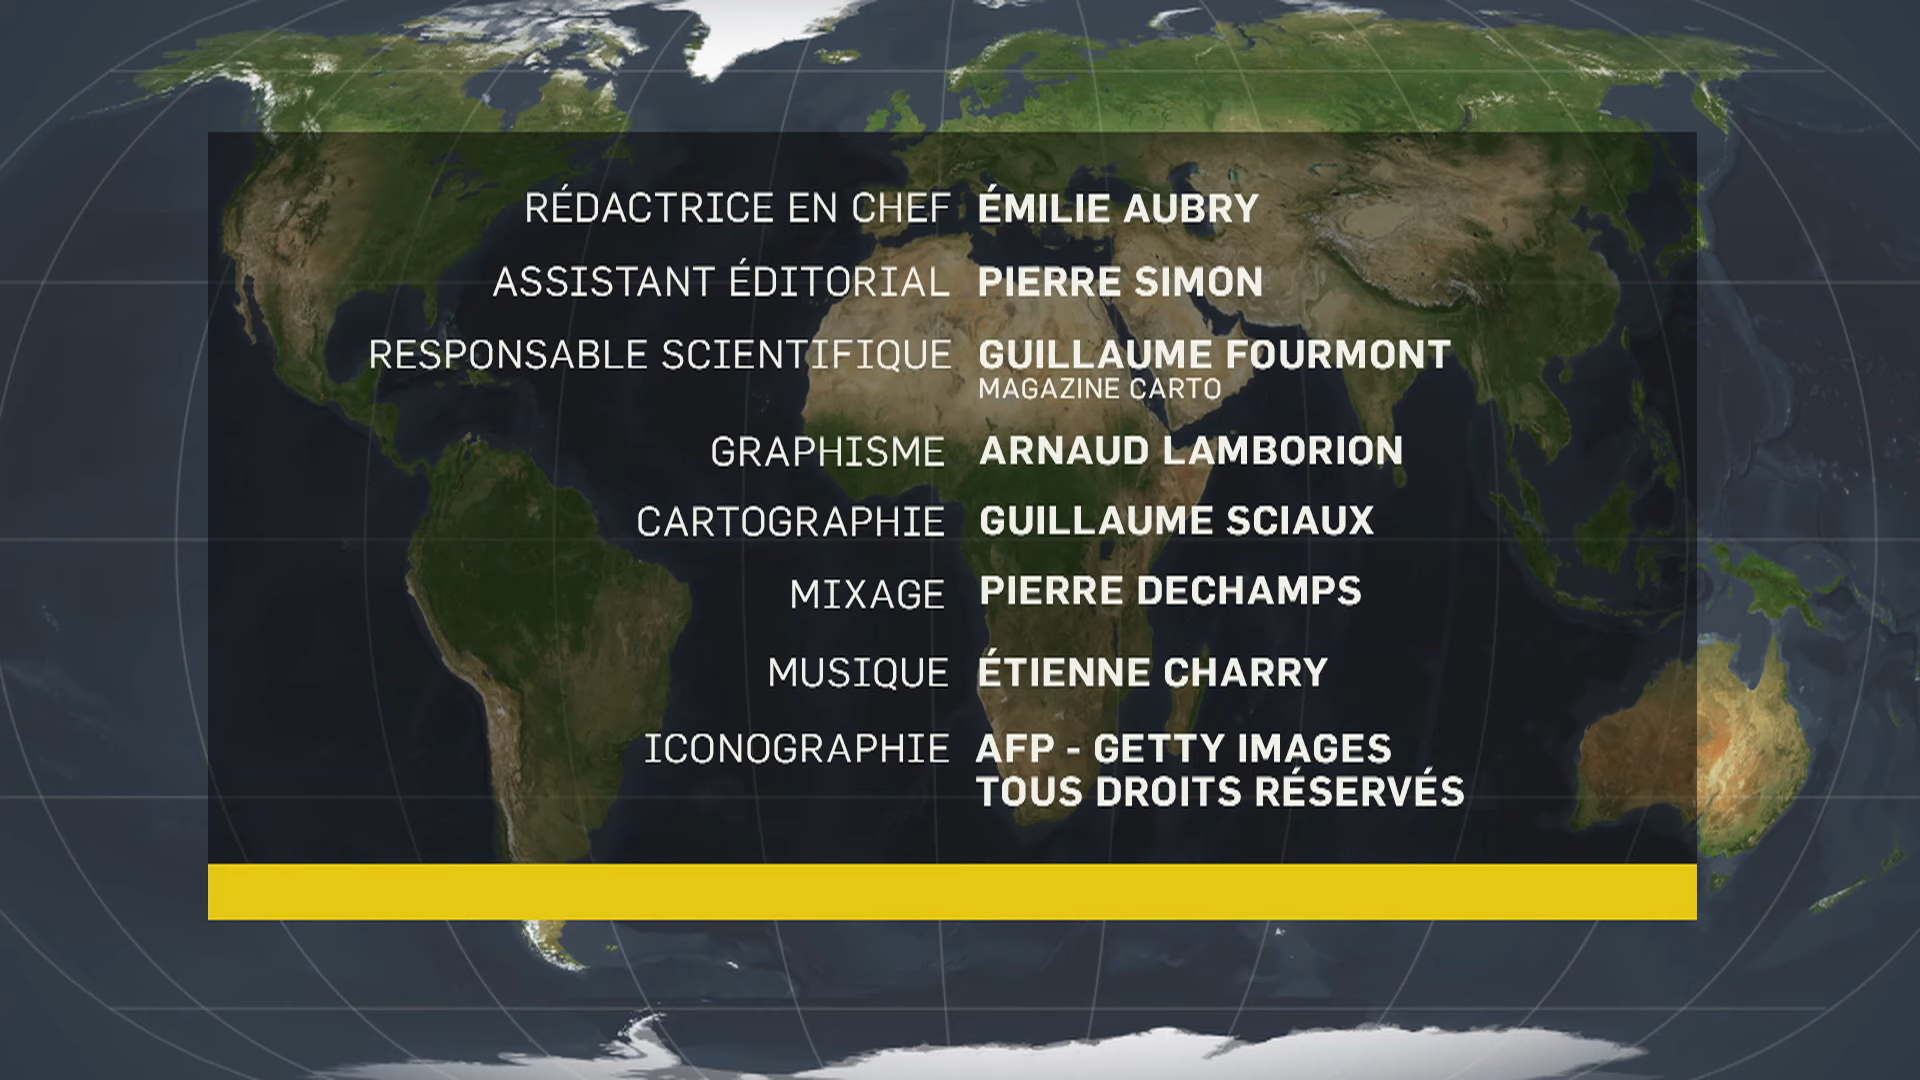 RÉDACTRICE EN CHEF ÉMILIE AUBRY
ASSISTANT ÉDITORIAL PIERRE SIMON
RESPONSABLE SCIENTIFIQUE GUILLAUME FOURMONT
MAGAZINE CARTO
GRAPHISME ARNAUD LAMBORION
CARTOGRAPHIE GUILLAUME SCIAUX
MIXAGE PIERRE DECHAMPS
MUSIQUE ÉTIENNE CHARRY
ICONOGRAPHIE AFP - GETTY IMAGES
TOUS DROITS RÉSERVÉS